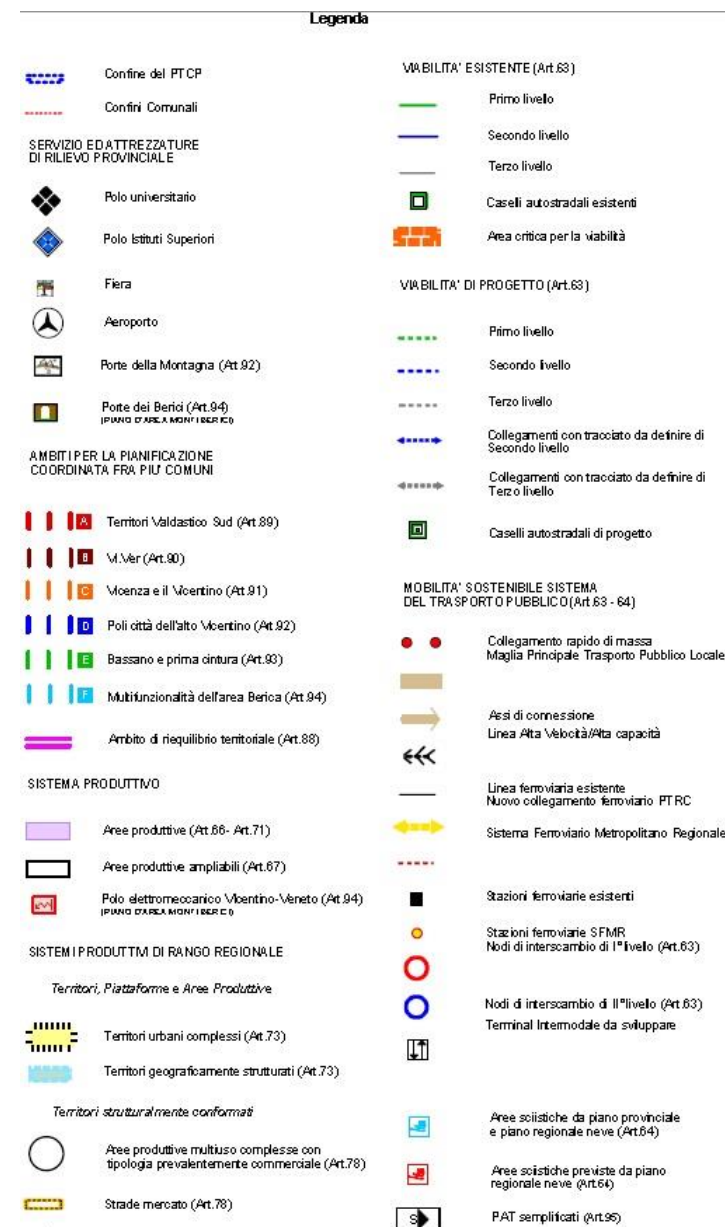 Legenda
Confine del PTCP
Confini Comunali
SERVIZIO ED ATTREZZATURE
DI RILIEVO PROVINCIALE
Polo universitario
Polo Istituti Superiori
Fiera
Aeroporto
Porte della Montagna (Art.92)
Porte dei Berici (Art.94)
(PIANO D'AREA MONTI BERICI)
AMBITI PER LA PIANIFICAZIONE
COORDINATA FRA PIU' COMUNI
A Territori Valdastico Sud (Art.89)
B VI.Ver (Art.90)
C Vicenza e il Vicentino (Art.91)
D Poli città dell'alto Vicentino (Art.92)
E Bassano e prima cintura (Art.93)
F Multifunzionalità dell'area Berica (Art.94)
Ambito di riequilibrio territoriale (Art.88)
SISTEMA PRODUTTIVO
Aree produttive (Art.66- Art.71)
Aree produttive ampliabili (Art.67)
Polo elettromeccanico Vicentino-Veneto (Art.94)
(PIANO D'AREA MONTI BERICI)
SISTEMI PRODUTTIVI DI RANGO REGIONALE
Territori, Piattaforme e Aree Produttive
Territori urbani complessi (Art.73)
Territori geograficamente strutturati (Art.73)
Territori strutturalmente conformati
Aree produttive multiuso complesse con
tipologia prevalentemente commerciale (Art.78)
Strade mercato (Art.78)
VIABILITA' ESISTENTE (Art.63)
Primo livello
Secondo livello
Terzo livello
Caselli autostradali esistenti
Area critica per la viabilità
VIABILITA' DI PROGETTO (Art.63)
Primo livello
Secondo livello
Terzo livello
Collegamenti con tracciato da definire di
Secondo livello
Collegamenti con tracciato da definire di
Terzo livello
Caselli autostradali di progetto
MOBILITA' SOSTENIBILE SISTEMA
DEL TRASPORTO PUBBLICO (Art.63 - 64)
Collegamento rapido di massa
Maglia Principale Trasporto Pubblico Locale
Assi di connessione
Linea Alta Velocità/Alta capacità
Linea ferroviaria esistente
Nuovo collegamento ferroviario PTRC
Sistema Ferroviario Metropolitano Regionale
Stazioni ferroviarie esistenti
Stazioni ferroviarie SFMR
Nodi di interscambio di I°livello (Art.63)
Nodi di interscambio di II°livello (Art.63)
Terminal Intermodale da sviluppare
Aree sciistiche da piano provinciale
e piano regionale neve (Art.64)
Aree sciistiche previste da piano
regionale neve (Art.64)
S PAT semplificati (Art.95)